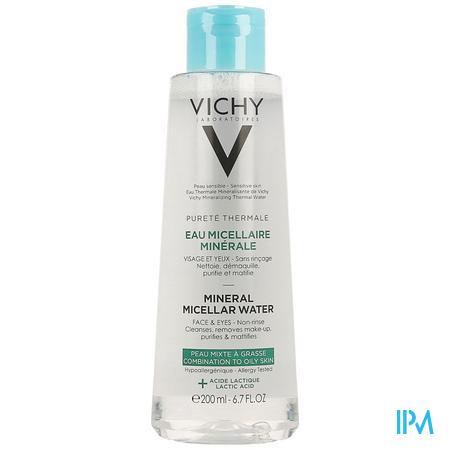 VICHY
LABORATOIRES
V
Peau sensible - Sensitive skin
Eau Thermale Minéralisante de Vichy
Vichy Mineralizing Thermal Water
PURETÉ THERMALE
EAU MICELLAIRE
MINÉRALE
VISAGE ET YEUX - Sans rinçage
Nettoie, démaquille,
purifie et matifie
MINERAL
MICELLAR WATER
FACE & EYES - Non-rinse
Cleanses, removes make-up,
purifies & mattifies
PEAU MIXTE À GRASSE
COMBINATION TO OILY SKIN
Hypoallergénique - Allergy Tested
+ ACIDE LACTIQUE
LACTIC ACID
℮ 200 ml - 6.7 FL.OZ
IPM